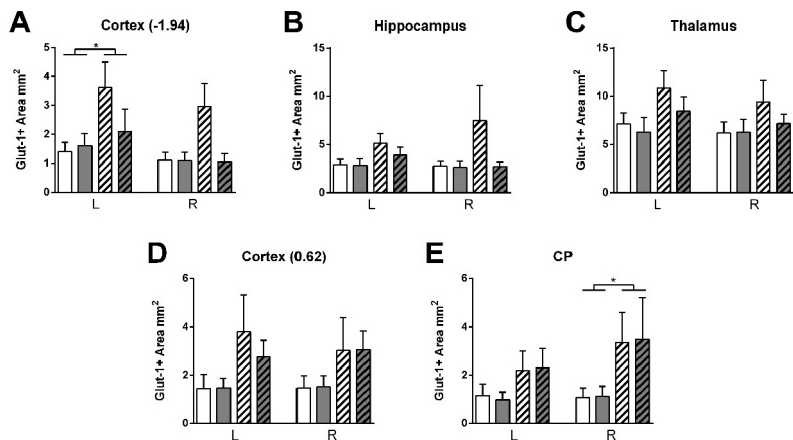 A
Cortex (-1.94)
Glut-1+ Area mm²
5
4
3
2
1
0
*
L
R
B
Hippocampus
Glut-1+ Area mm²
15
10
5
0
L
R
C
Thalamus
Glut-1+ Area mm²
15
10
5
0
L
R
D
Cortex (0.62)
Glut-1+ Area mm²
6
4
2
0
L
R
E
CP
Glut-1+ Area mm²
6
4
2
0
*
L
R